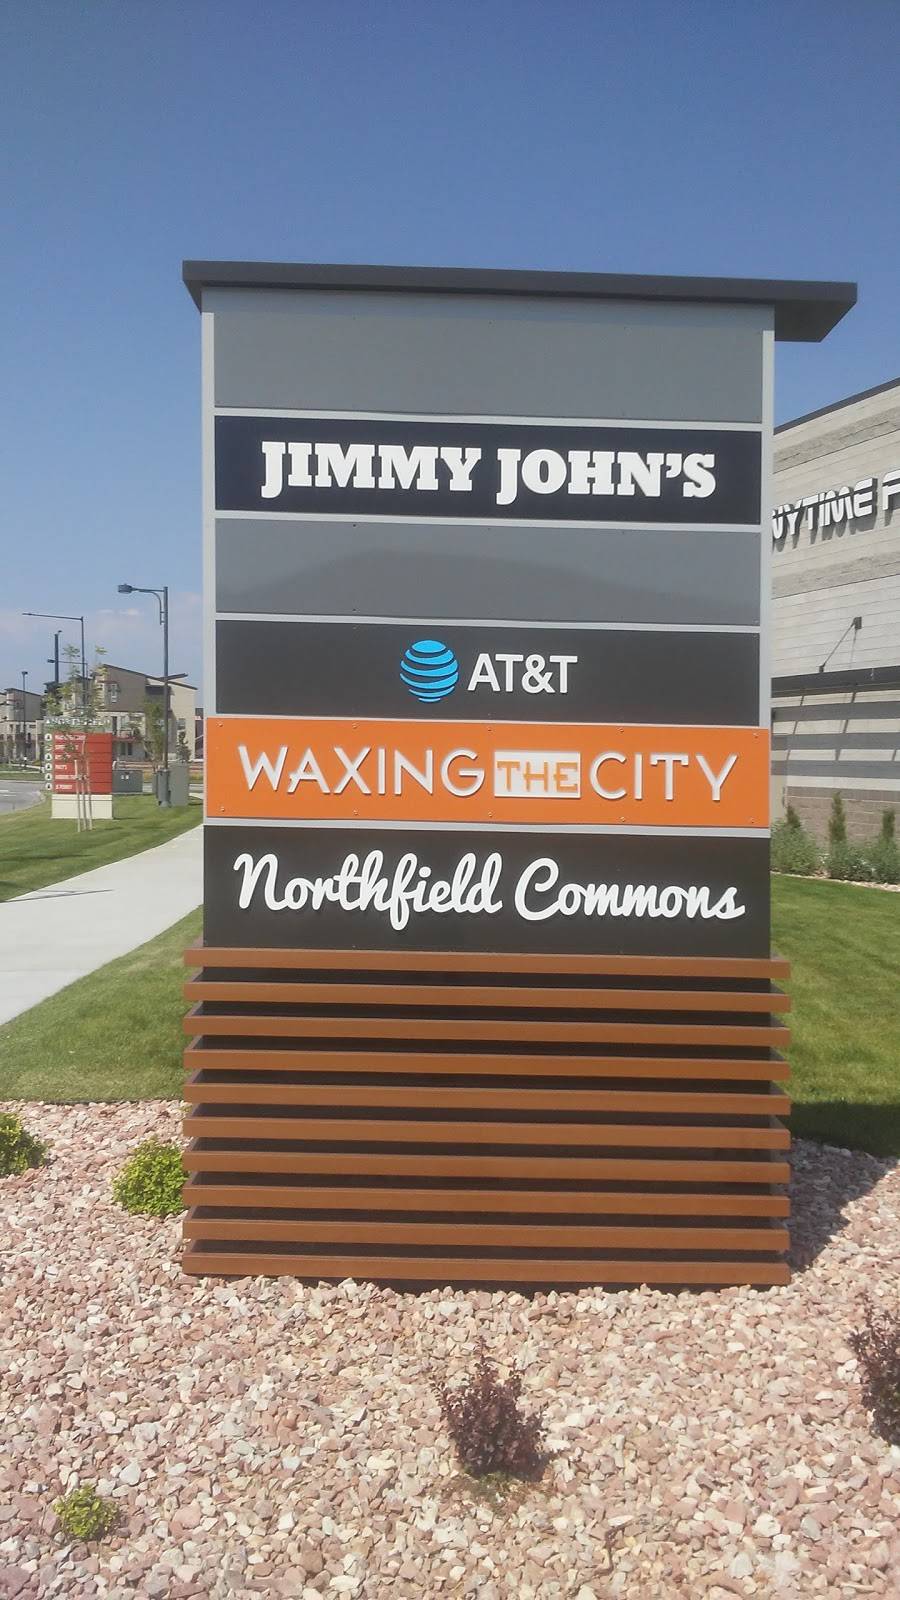 JIMMY JOHN'S
AT&T
WAXING THE CITY
Northfield Commons